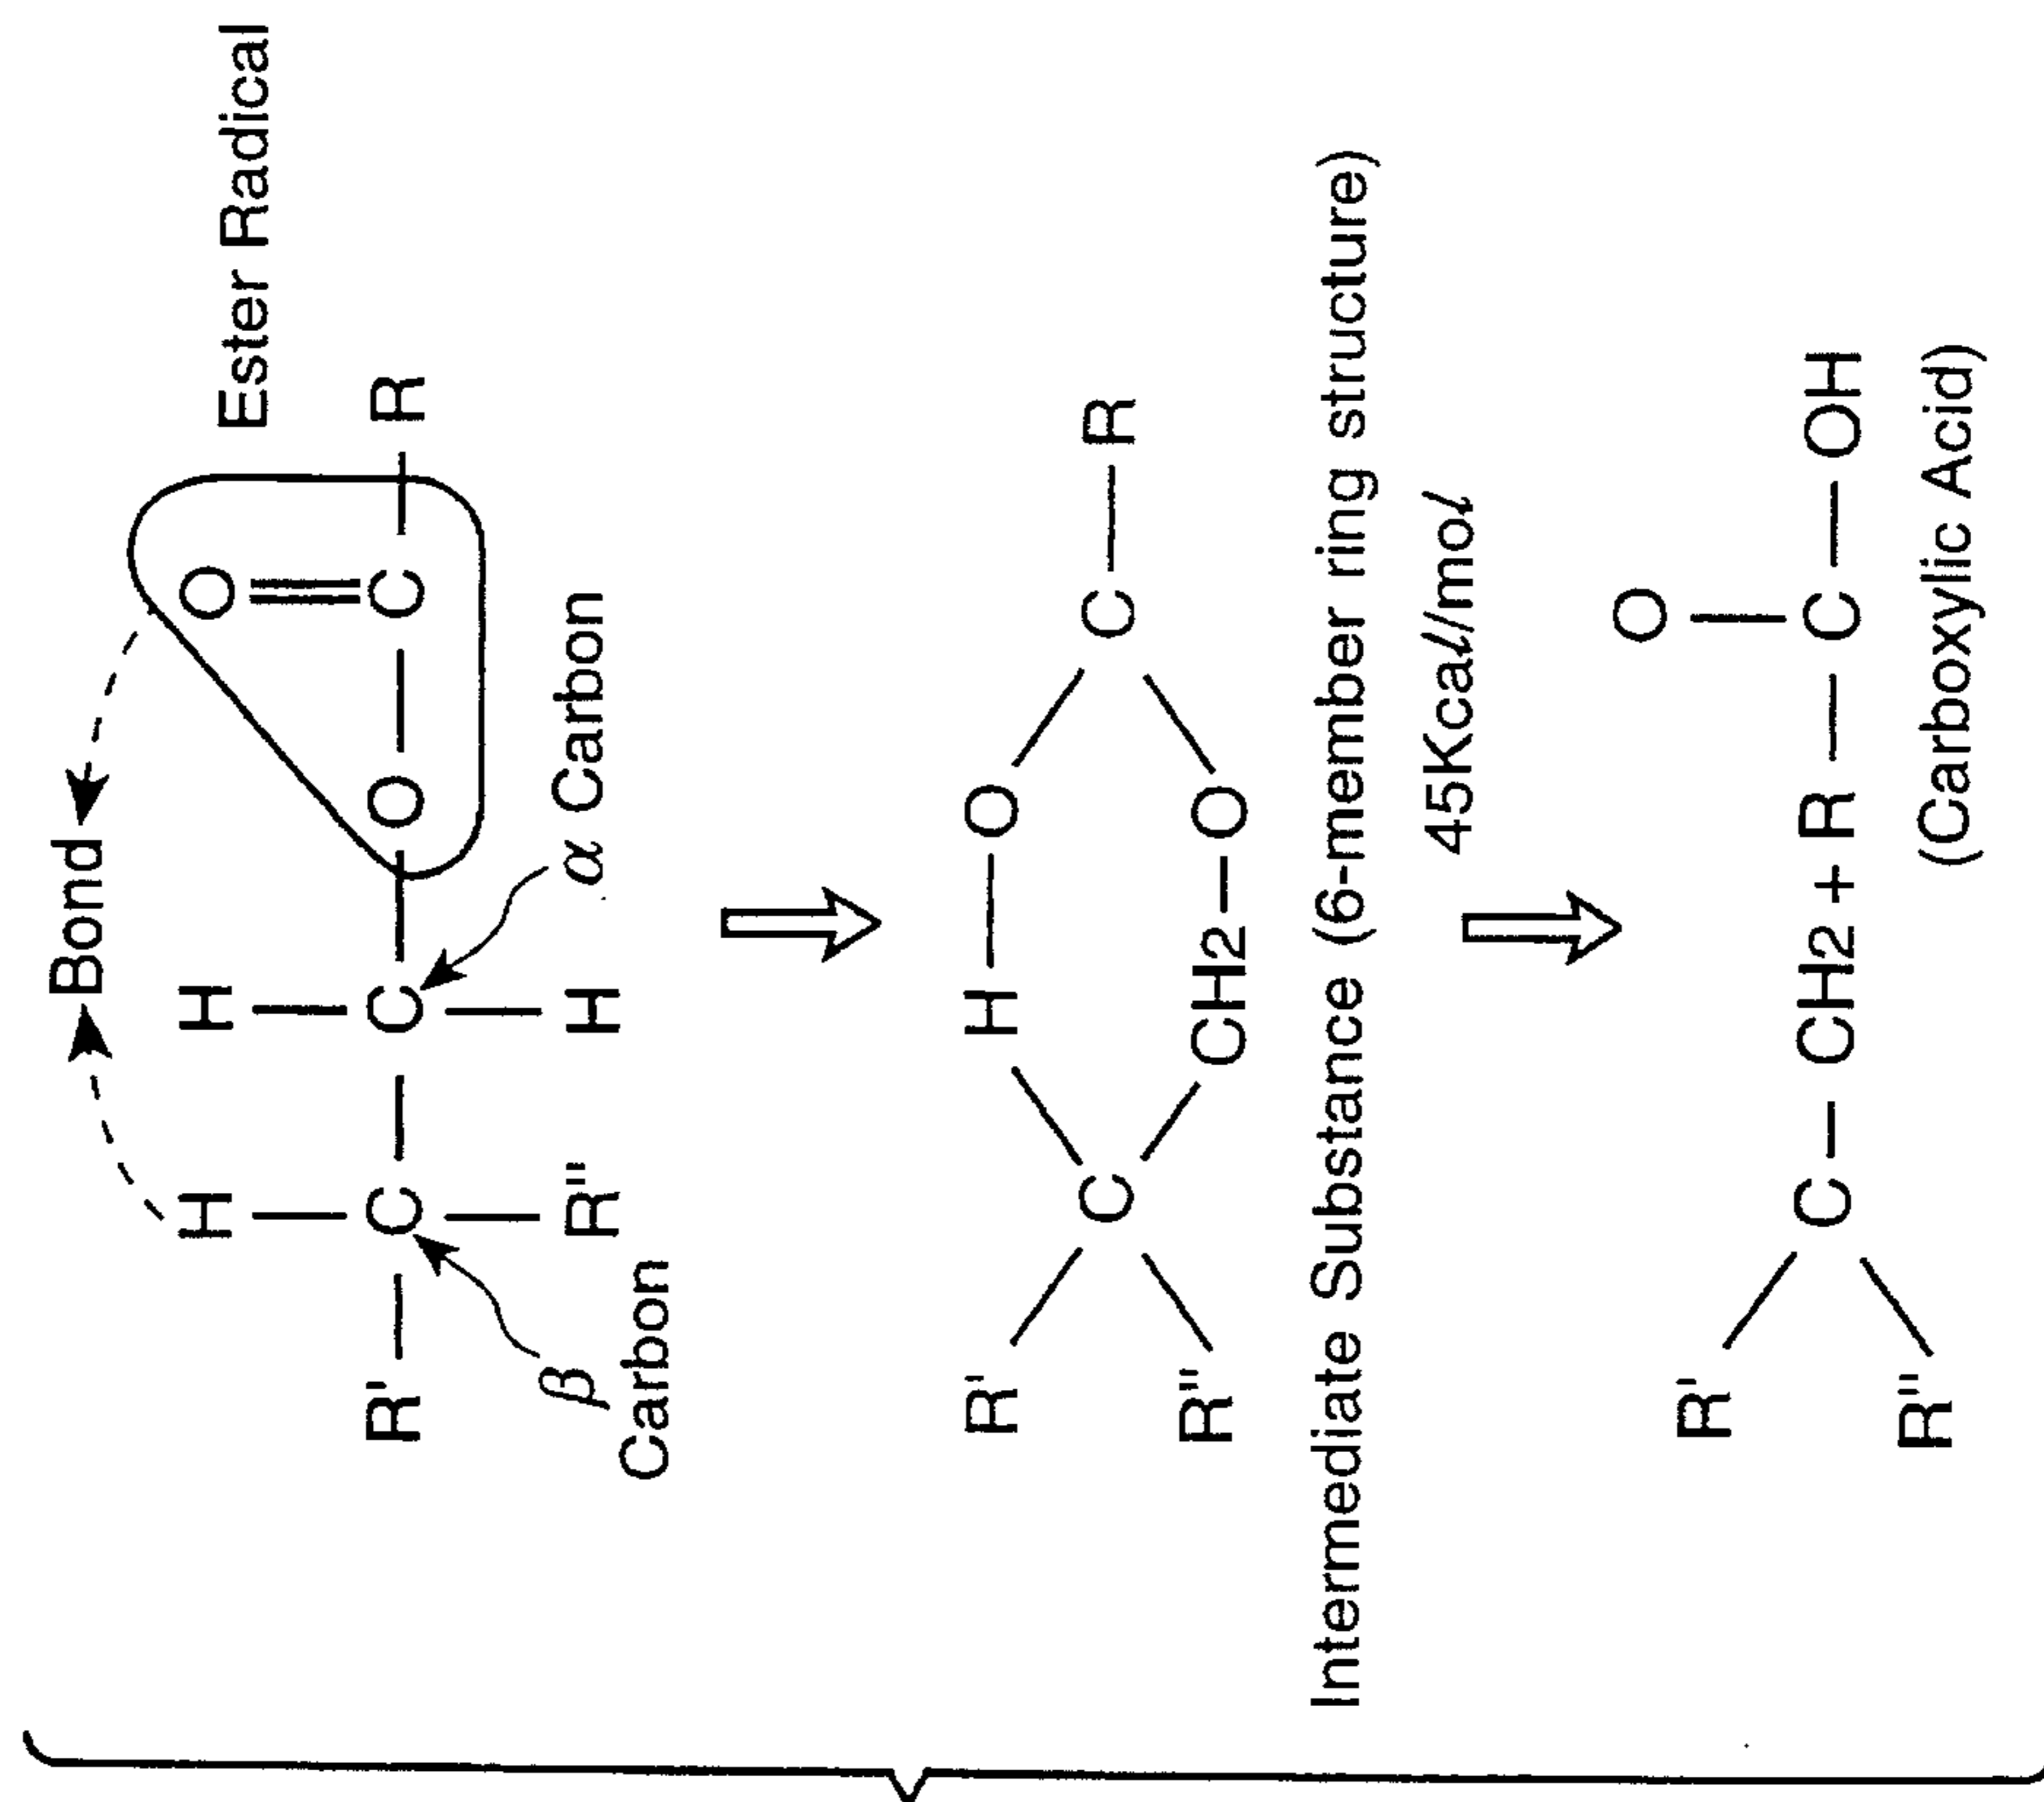 Bond
H H O Ester Radical
R' — C — C — O — C — R
R" H
β α Carbon
Carbon
H — O
R' C C — R
R" CH2 — O
Intermediate Substance (6-member ring structure)
45Kcal/mol
R' O
C — CH2 + R — C — OH
R"
(Carboxylic Acid)